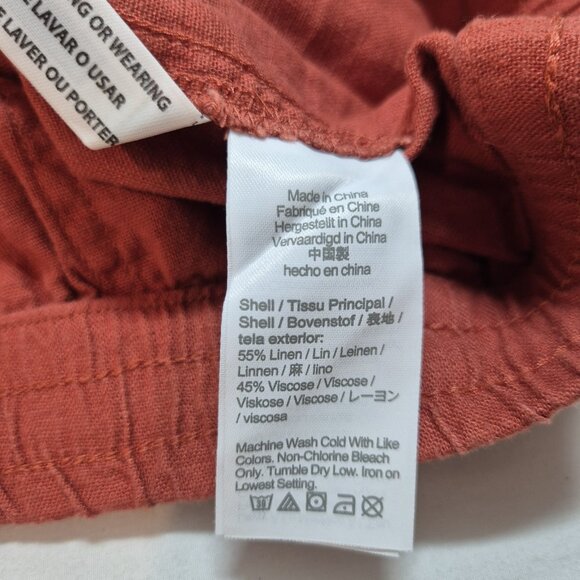 NG OR WEARING
LAVAR O USAR
LAVER OU PORTER
Made in China
Fabriqué en Chine
Hergestellt in China
Vervaardigd in China
中国製
hecho en china
Shell / Tissu Principal /
Shell / Bovenstof / 表地 /
tela exterior:
55% Linen / Lin / Leinen /
Linnen / 麻 / lino
45% Viscose / Viscose /
Viskose / Viscose / レーヨン
/ viscosa
Machine Wash Cold With Like
Colors. Non-Chlorine Bleach
Only. Tumble Dry Low. Iron on
Lowest Setting.